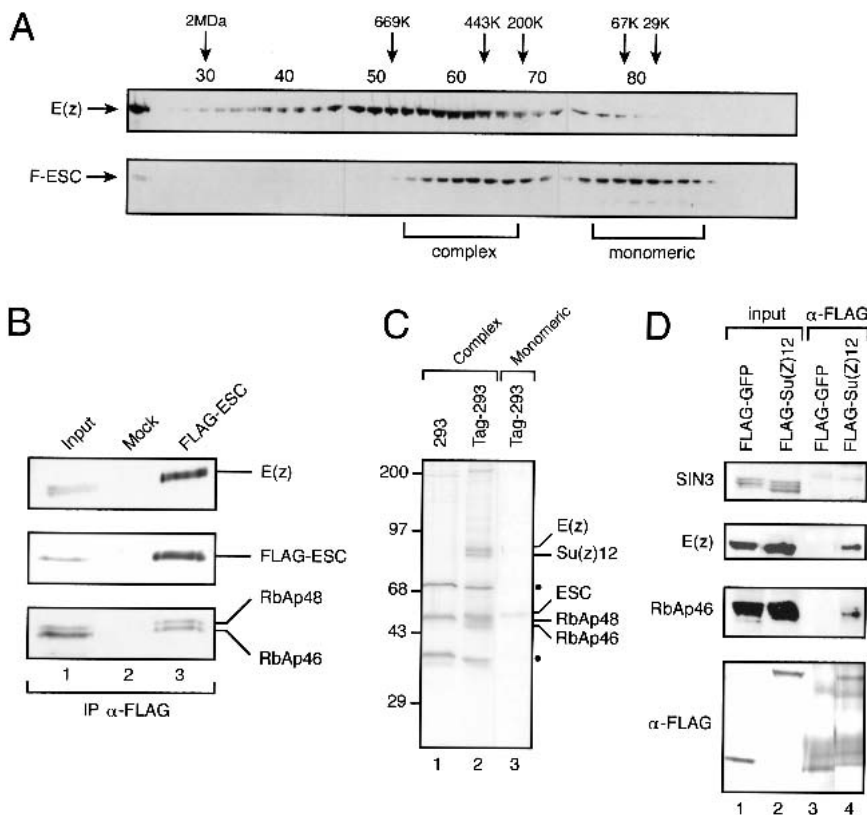 A
2MDa 669K 443K 200K 67K 29K
30 40 50 60 70 80
E(z)
F-ESC
complex monomeric
B
Input Mock FLAG-ESC
E(z)
FLAG-ESC
RbAp48
RbAp46
1 2 3
IP α-FLAG
C
Complex Monomeric
293 Tag-293 Tag-293
200
97
68
43
29
E(z)
Su(z)12
ESC
RbAp48
RbAp46
1 2 3
D
input α-FLAG
FLAG-GFP FLAG-Su(Z)12 FLAG-GFP FLAG-Su(Z)12
SIN3
E(z)
RbAp46
α-FLAG
1 2 3 4